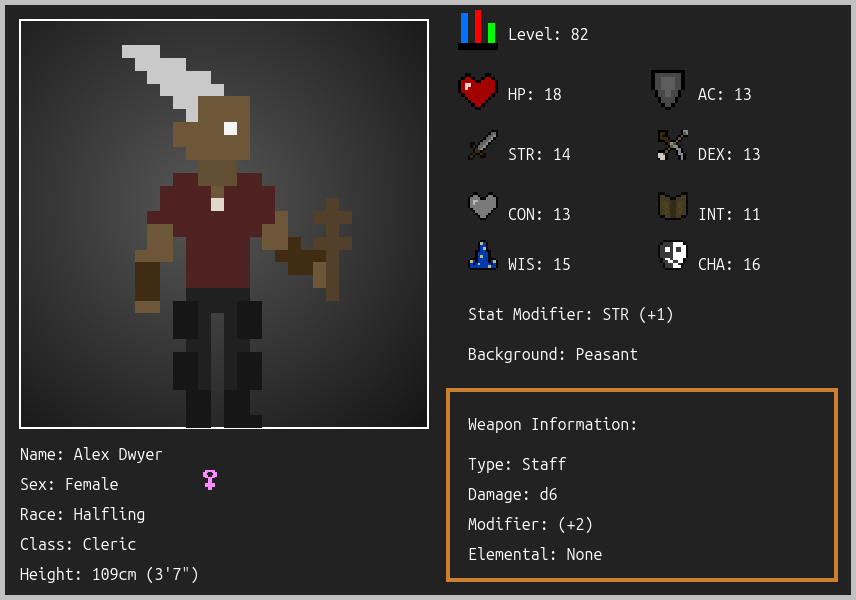 Level: 82
HP: 18
AC: 13
STR: 14
DEX: 13
CON: 13
INT: 11
WIS: 15
CHA: 16
Stat Modifier: STR (+1)
Background: Peasant
Weapon Information:
Type: Staff
Damage: d6
Modifier: (+2)
Elemental: None
Name: Alex Dwyer
Sex: Female
Race: Halfling
Class: Cleric
Height: 109cm (3'7")